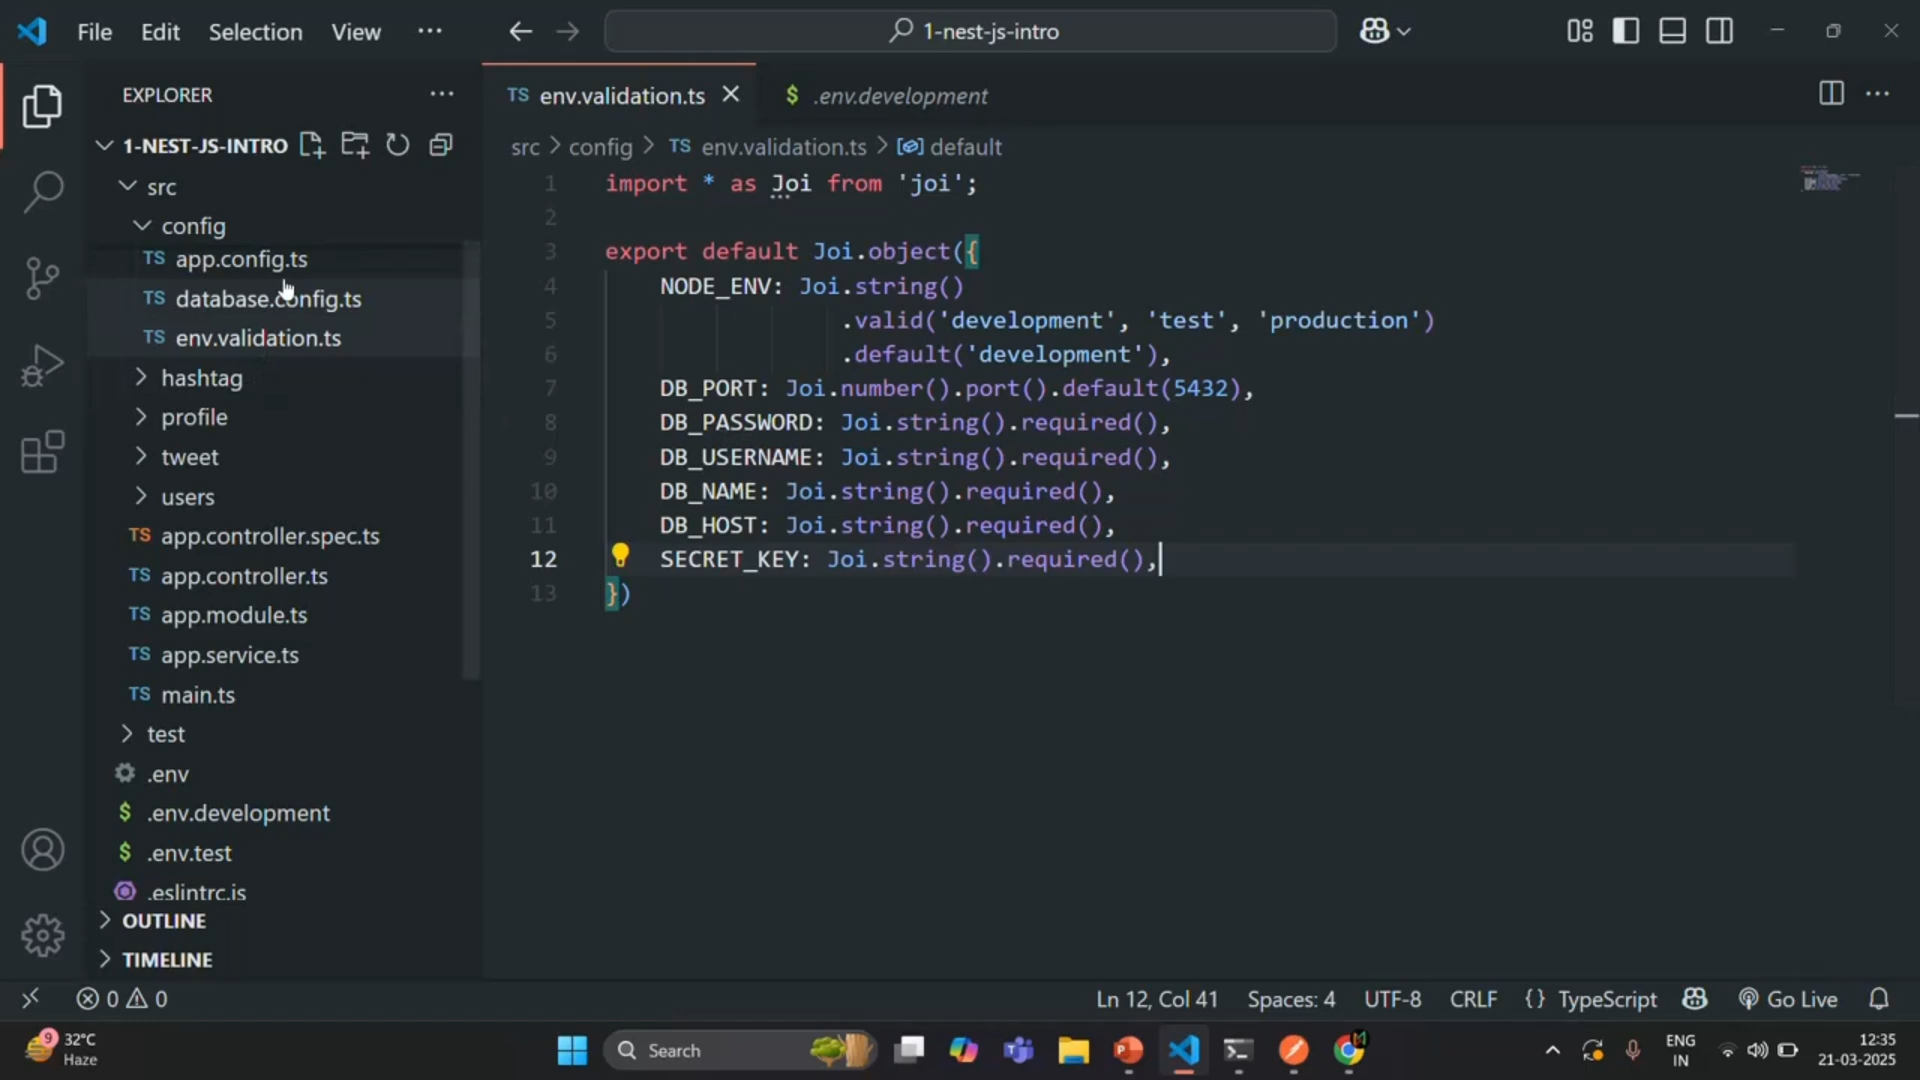 File Edit Selection View ··· 1-nest-js-intro
EXPLORER ···
1-NEST-JS-INTRO
src
config
TS app.config.ts
TS database.config.ts
TS env.validation.ts
hashtag
profile
tweet
users
TS app.controller.spec.ts
TS app.controller.ts
TS app.module.ts
TS app.service.ts
TS main.ts
test
.env
$ .env.development
$ .env.test
.eslintrc.js
OUTLINE
TIMELINE
TS env.validation.ts $ .env.development
src > config > TS env.validation.ts > default
1 import * as Joi from 'joi';
2
3 export default Joi.object({
4 NODE_ENV: Joi.string()
5 .valid('development', 'test', 'production')
6 .default('development'),
7 DB_PORT: Joi.number().port().default(5432),
8 DB_PASSWORD: Joi.string().required(),
9 DB_USERNAME: Joi.string().required(),
10 DB_NAME: Joi.string().required(),
11 DB_HOST: Joi.string().required(),
12 SECRET_KEY: Joi.string().required(),
13 })
0 0 Ln 12, Col 41 Spaces: 4 UTF-8 CRLF {} TypeScript Go Live
9 32°C
Haze
Search
ENG
IN
12:35
21-03-2025